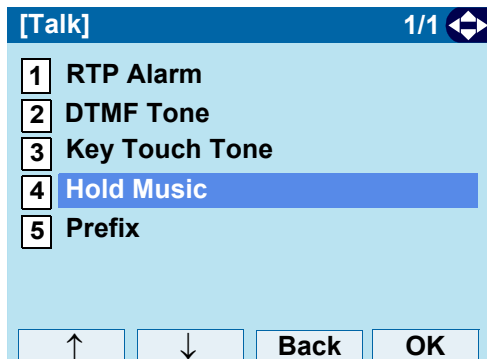 [Talk] 1/1
1 RTP Alarm
2 DTMF Tone
3 Key Touch Tone
4 Hold Music
5 Prefix
↑ ↓ Back OK